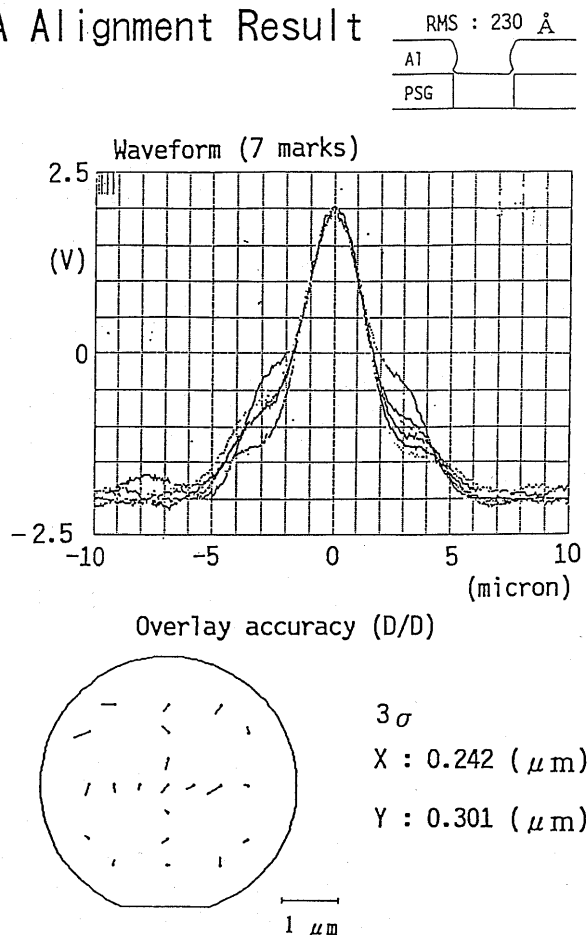 A Alignment Result
RMS : 230 Å
Al
PSG
Waveform (7 marks)
2.5
(V)
0
-2.5
-10 -5 0 5 10
(micron)
Overlay accuracy (D/D)
3σ
X : 0.242 (μm)
Y : 0.301 (μm)
1 μm